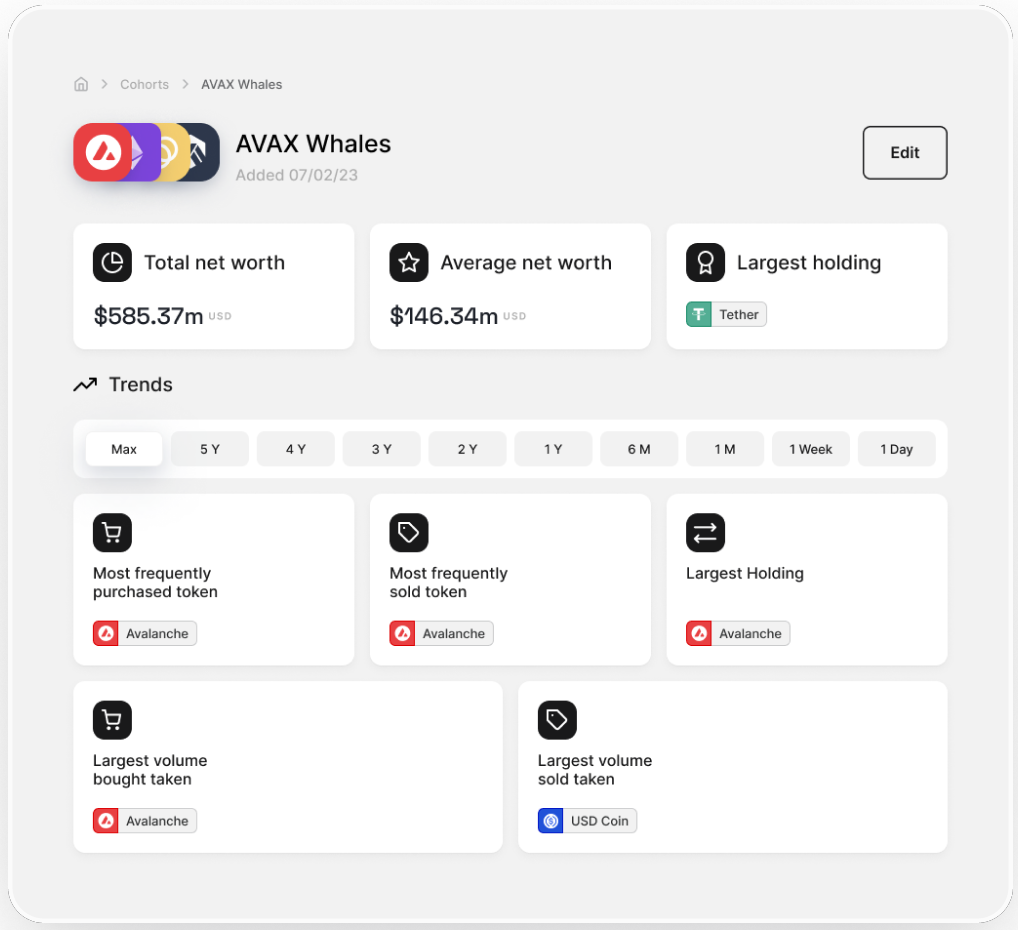 Cohorts AVAX Whales
AVAX Whales
Added 07/02/23
Edit
Total net worth
$585.37m USD
Average net worth
$146.34m USD
Largest holding
Tether
Trends
Max 5 Y 4 Y 3 Y 2 Y 1 Y 6 M 1 M 1 Week 1 Day
Most frequently
purchased token
Avalanche
Most frequently
sold token
Avalanche
Largest Holding
Avalanche
Largest volume
bought taken
Avalanche
Largest volume
sold taken
USD Coin